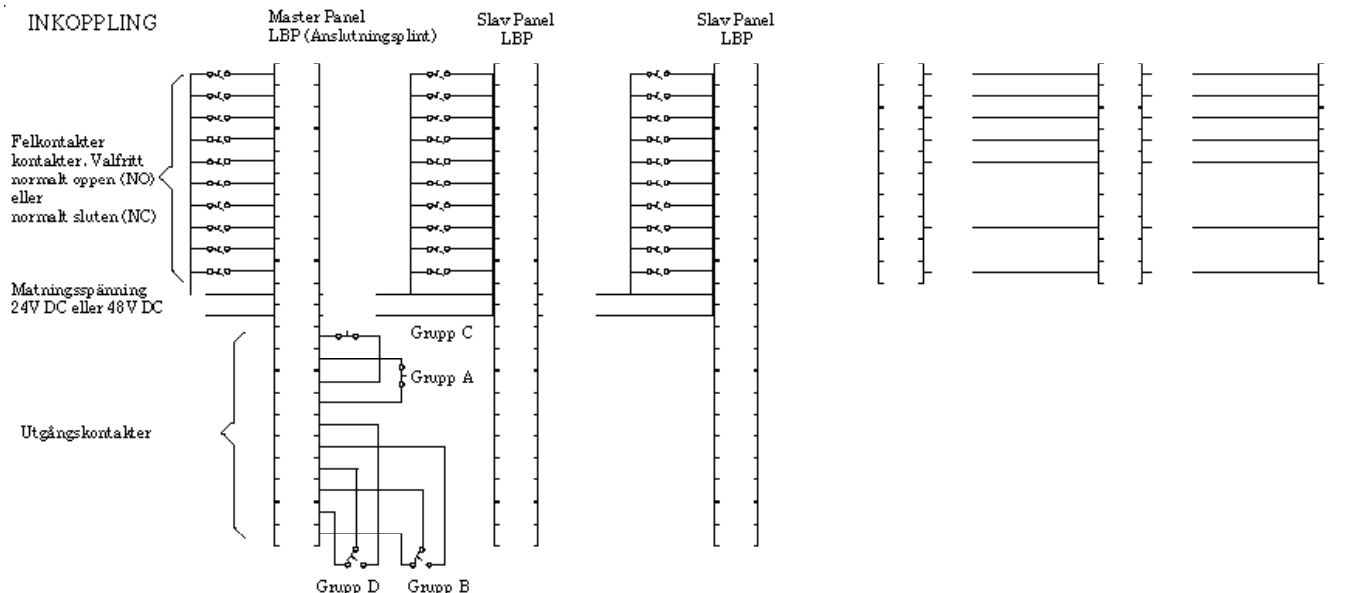 INKOPPLING
Master Panel
LBP (Anslutningsplint)
Slav Panel
LBP
Slav Panel
LBP
Felkontakter
kontakter. Valfritt
normalt oppen (NO)
eller
normalt sluten (NC)
Matningsspänning
24V DC eller 48V DC
Grupp C
Grupp A
Utgångskontakter
Grupp D
Grupp B